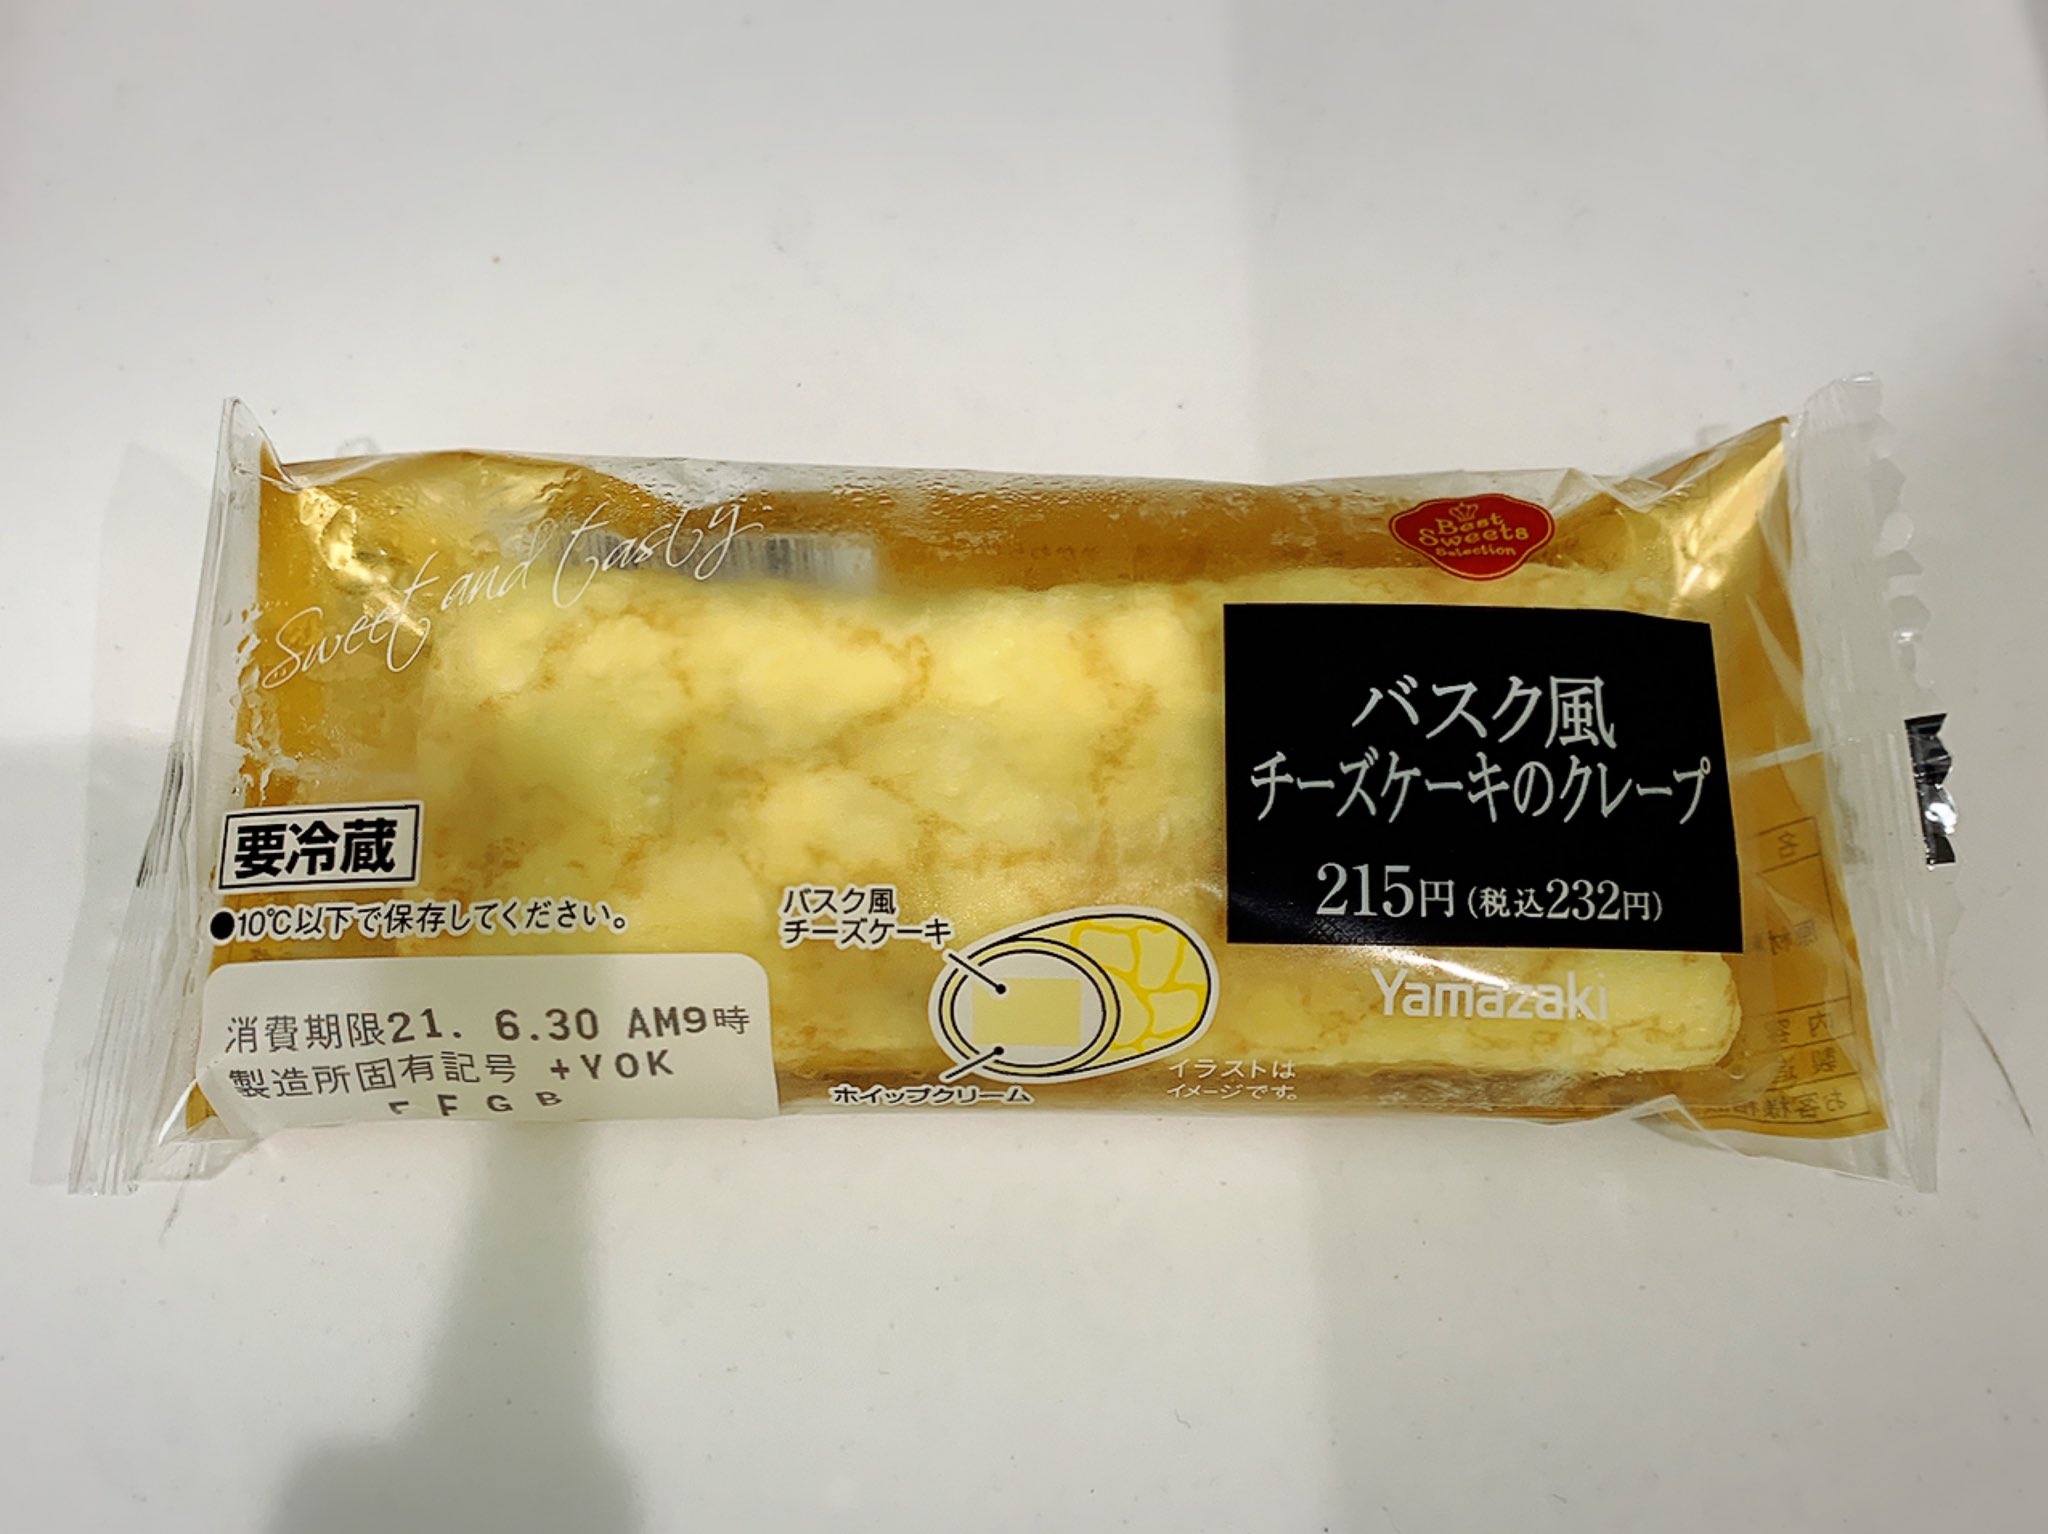 Sweet and tasty
Best
Sweets
Selection
バスク風
チーズケーキのクレープ
215円(税込232円)
Yamazaki
要冷蔵
●10℃以下で保存してください。
バスク風
チーズケーキ
ホイップクリーム
イラストは
イメージです。
消費期限21. 6.30 AM9時
製造所固有記号 +YOK
F G B